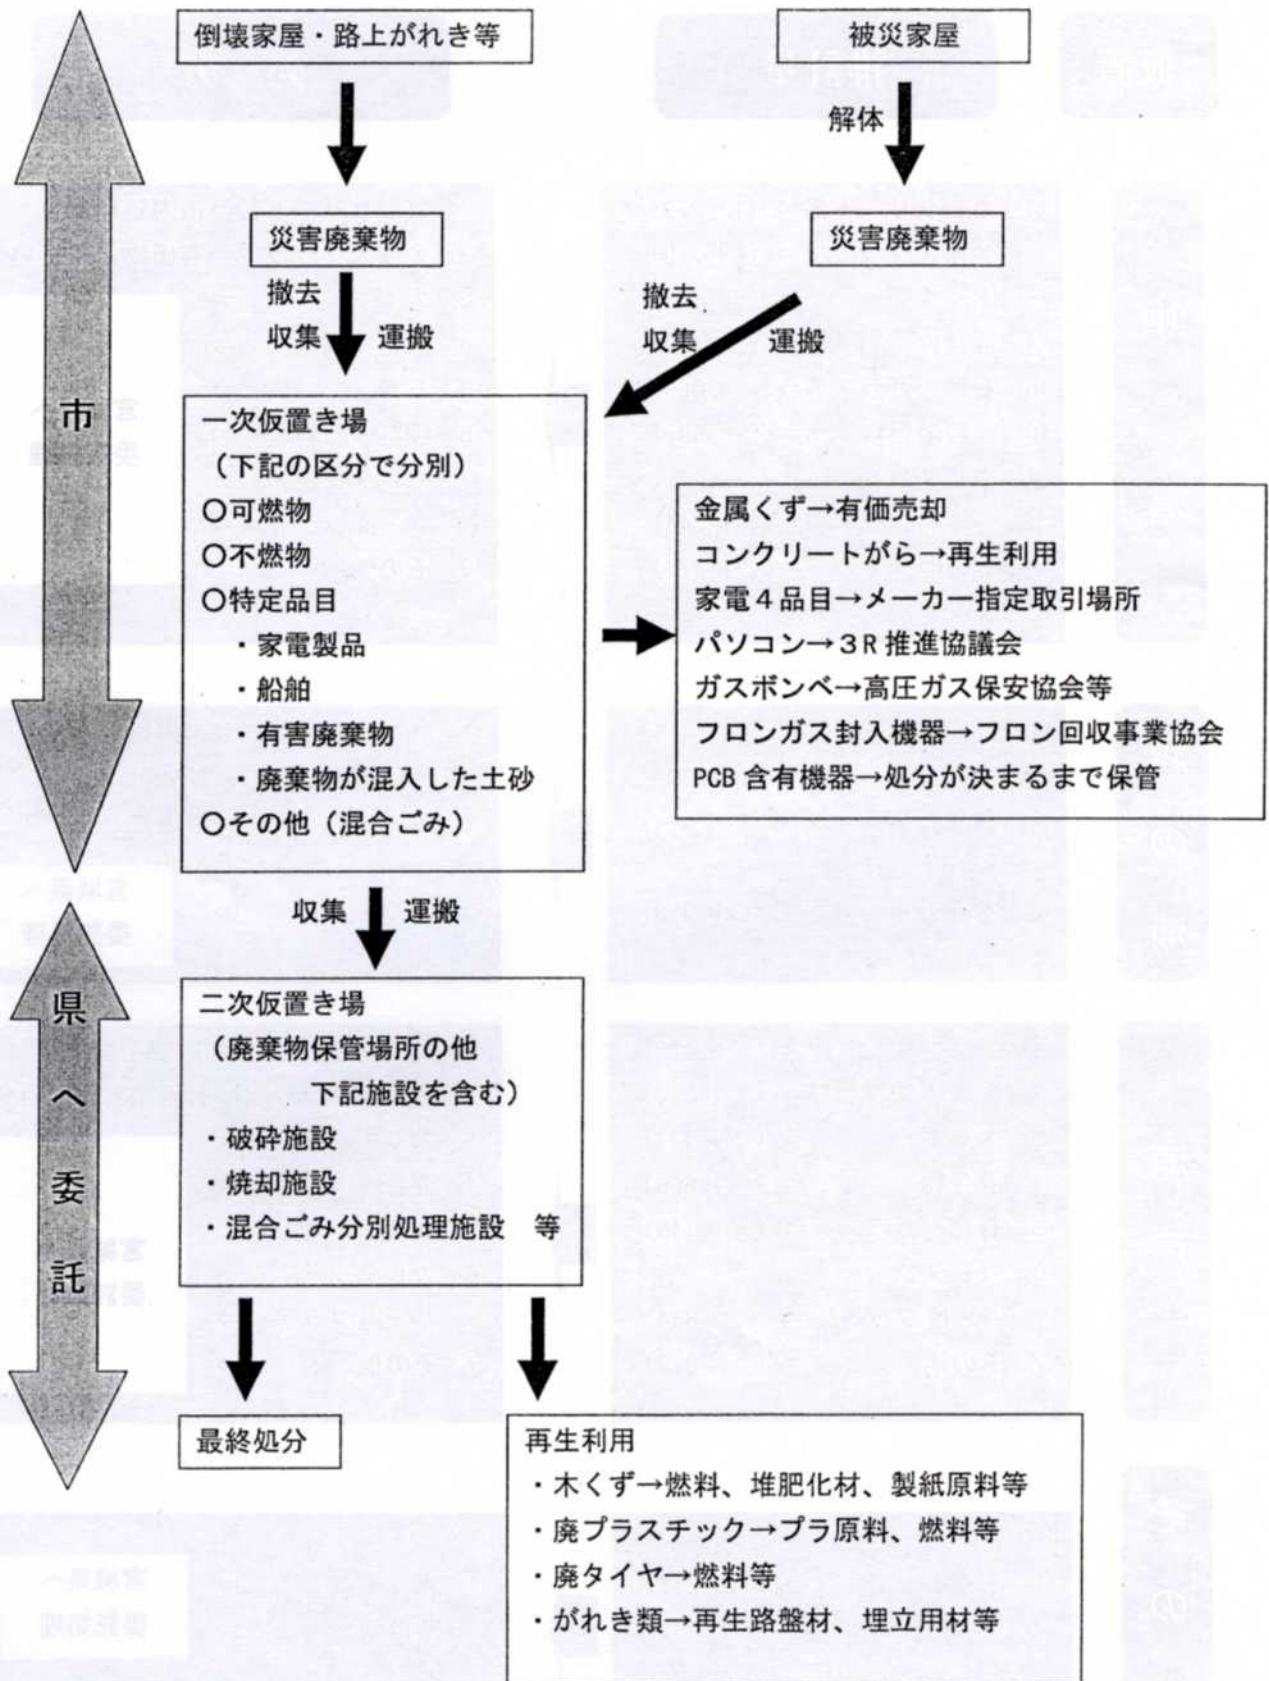 倒壊家屋・路上がれき等
被災家屋
解体
災害廃棄物
災害廃棄物
撤去
収集 運搬
撤去
収集 運搬
市
一次仮置き場
(下記の区分で分別)
○可燃物
○不燃物
○特定品目
・家電製品
・船舶
・有害廃棄物
・廃棄物が混入した土砂
○その他(混合ごみ)
金属くず→有価売却
コンクリートがら→再生利用
家電4品目→メーカー指定取引場所
パソコン→3R推進協議会
ガスボンベ→高圧ガス保安協会等
フロンガス封入機器→フロン回収事業協会
PCB含有機器→処分が決まるまで保管
収集 運搬
県へ委託
二次仮置き場
(廃棄物保管場所の他
下記施設を含む)
・破砕施設
・焼却施設
・混合ごみ分別処理施設 等
最終処分
再生利用
・木くず→燃料、堆肥化材、製紙原料等
・廃プラスチック→プラ原料、燃料等
・廃タイヤ→燃料等
・がれき類→再生路盤材、埋立用材等